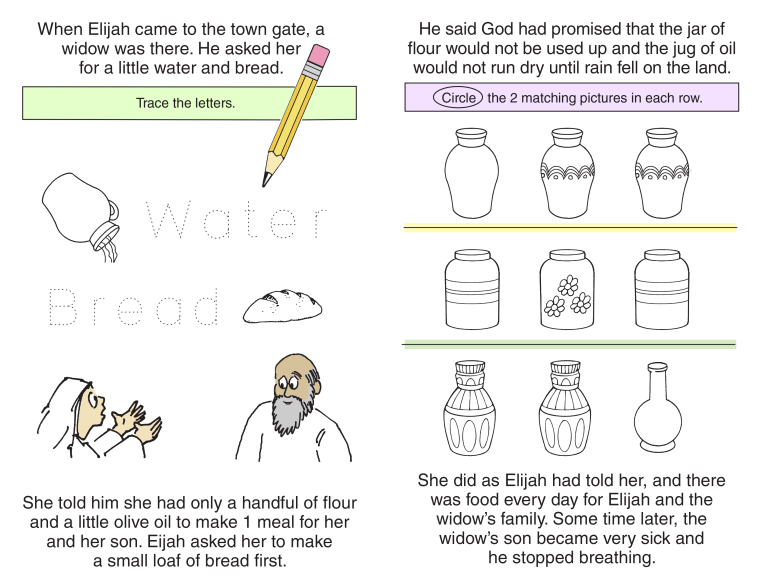 When Elijah came to the town gate, a
widow was there. He asked her
for a little water and bread.
Trace the letters.
Water
Bread
She told him she had only a handful of flour
and a little olive oil to make 1 meal for her
and her son. Eijah asked her to make
a small loaf of bread first.
He said God had promised that the jar of
flour would not be used up and the jug of oil
would not run dry until rain fell on the land.
Circle the 2 matching pictures in each row.
She did as Elijah had told her, and there
was food every day for Elijah and the
widow’s family. Some time later, the
widow’s son became very sick and
he stopped breathing.